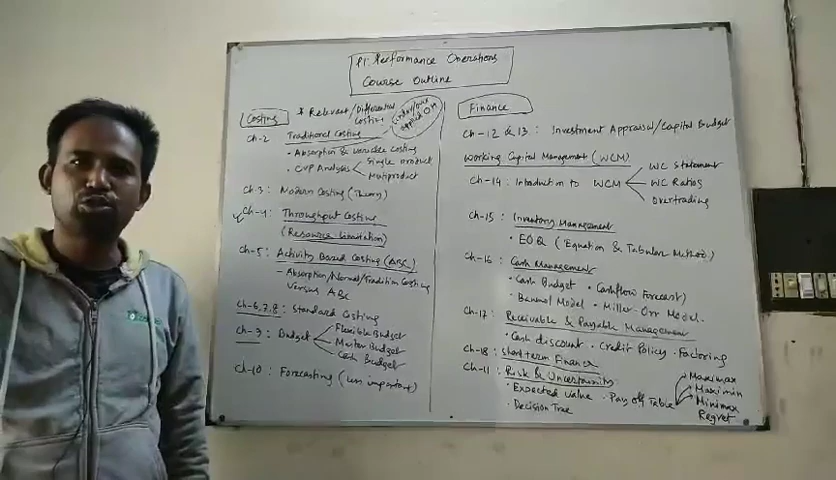 P1: Performance Operations
Course Outline
Costing
* Relevant/Differential
Costing
Under/over
applied OH
Ch-2 Traditional Costing
• Absorption & Variable Costing
• CVP Analysis
Single product
Multiproduct
Ch-3: Modern Costing (Theory)
Ch-4: Throughput Costing
(Resource Limitation)
Ch-5: Activity Based Costing (ABC)
- Absorption/Normal/Tradition Costing
Versus ABC
Ch-6,7,8: Standard Costing
Ch-9: Budget
Flexible Budget
Master Budget
Cash Budget
Ch-10: Forecasting (less important)
Finance
Ch-12 & 13: Investment Appraisal/Capital Budget
Working Capital Management (WCM)
Ch-14: Introduction to WCM
WC Statement
WC Ratios
Overtrading
Ch-15: Inventory Management
• EOQ (Equation & Tabular Method)
Ch-16: Cash Management
• Cash Budget • Cashflow Forecast)
• Baumol Model • Miller-Orr Model.
Ch-17: Receivable & Payable Management
• Cash discount • Credit Policy • Factoring
Ch-18: Short term Finance
Ch-11: Risk & Uncertainty
• Expected Value • Pay off Table
Maximax
Maximin
Minimax
Regret
• Decision Tree